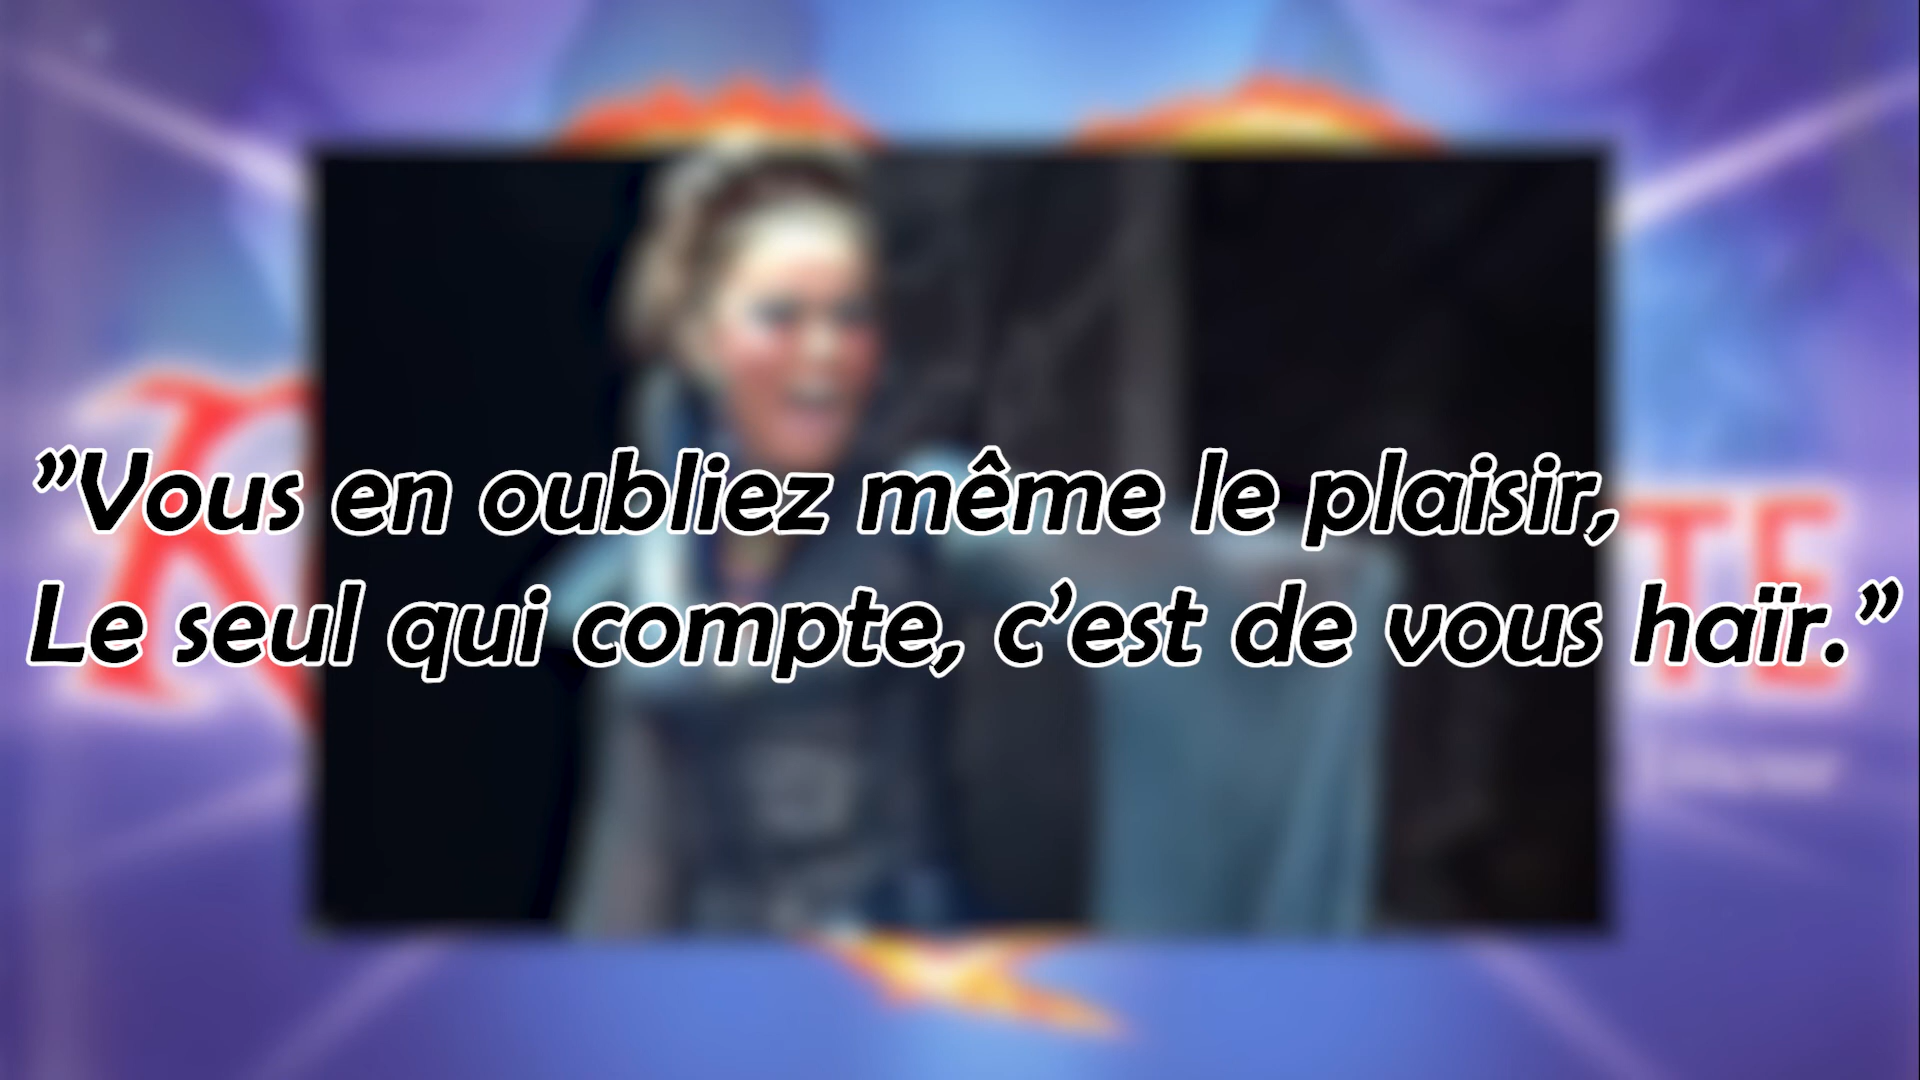 ”Vous en oubliez même le plaisir,
Le seul qui compte, c’est de vous haïr.”